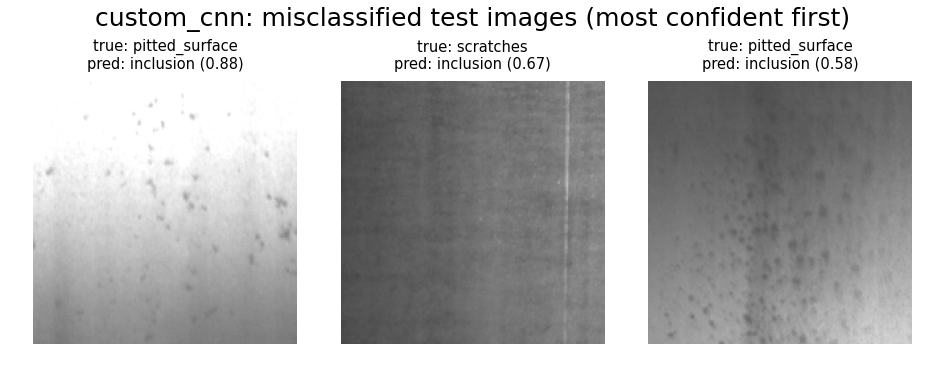 custom_cnn: misclassified test images (most confident first)
true: pitted_surface
pred: inclusion (0.88)
true: scratches
pred: inclusion (0.67)
true: pitted_surface
pred: inclusion (0.58)